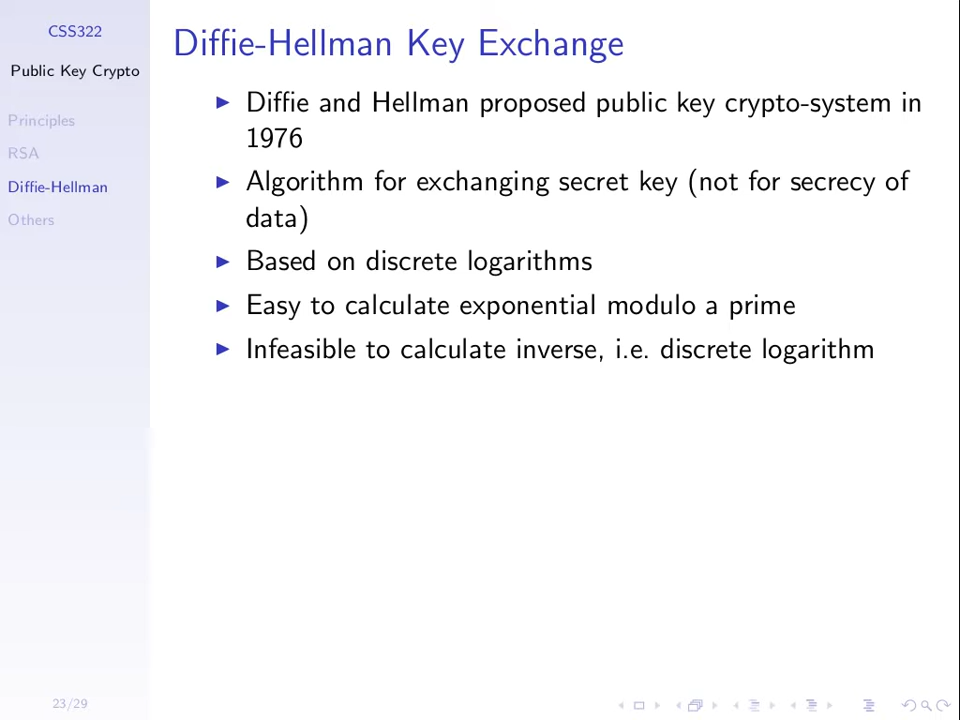 CSS322
Public Key Crypto
Principles
RSA
Diffie-Hellman
Others
Diffie-Hellman Key Exchange
Diffie and Hellman proposed public key crypto-system in
1976
Algorithm for exchanging secret key (not for secrecy of
data)
Based on discrete logarithms
Easy to calculate exponential modulo a prime
Infeasible to calculate inverse, i.e. discrete logarithm
23/29